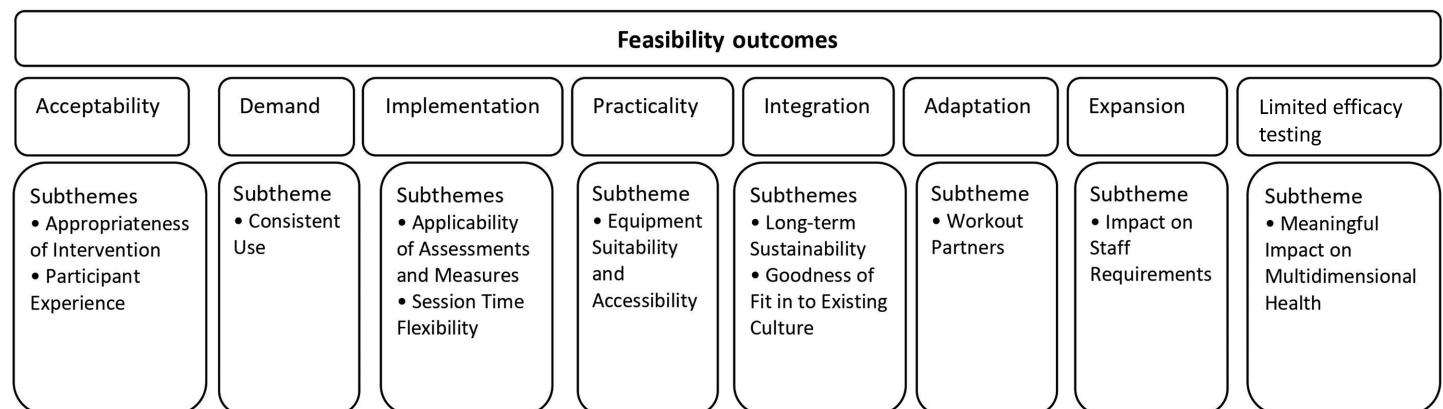 Feasibility outcomes
Acceptability
Demand
Implementation
Practicality
Integration
Adaptation
Expansion
Limited efficacy
testing
Subthemes
• Appropriateness
of Intervention
• Participant
Experience
Subtheme
• Consistent
Use
Subthemes
• Applicability
of Assessments
and Measures
• Session Time
Flexibility
Subtheme
• Equipment
Suitability
and
Accessibility
Subthemes
• Long-term
Sustainability
• Goodness of
Fit in to Existing
Culture
Subtheme
• Workout
Partners
Subtheme
• Impact on
Staff
Requirements
Subtheme
• Meaningful
Impact on
Multidimensional
Health